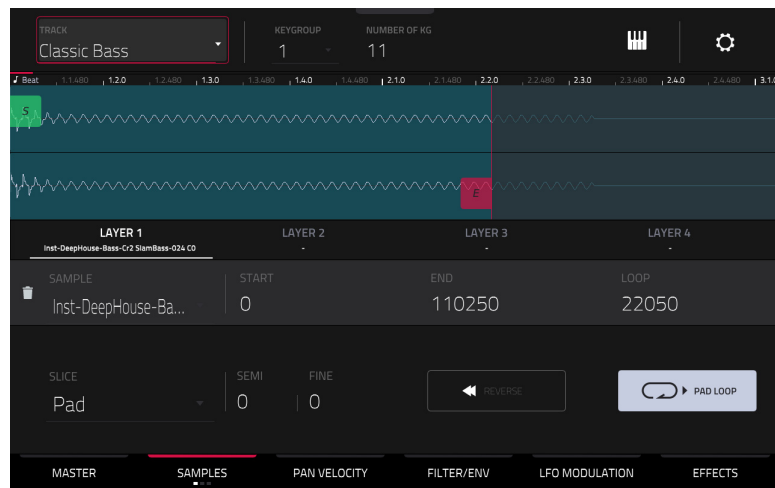 TRACK
Classic Bass
KEYGROUP
1
NUMBER OF KG
11
Beat 1.1.480 1.2.0 1.2.480 1.3.0 1.3.480 1.4.0 1.4.480 2.1.0 2.1.480 2.2.0 2.2.480 2.3.0 2.3.480 2.4.0 2.4.480 3.1.0
S
E
LAYER 1
Inst-DeepHouse-Bass-Cr2 SlamBass-024 C0
LAYER 2
-
LAYER 3
-
LAYER 4
-
SAMPLE
Inst-DeepHouse-Ba...
START
0
END
110250
LOOP
22050
SLICE
Pad
SEMI
0
FINE
0
REVERSE
PAD LOOP
MASTER SAMPLES PAN VELOCITY FILTER/ENV LFO MODULATION EFFECTS